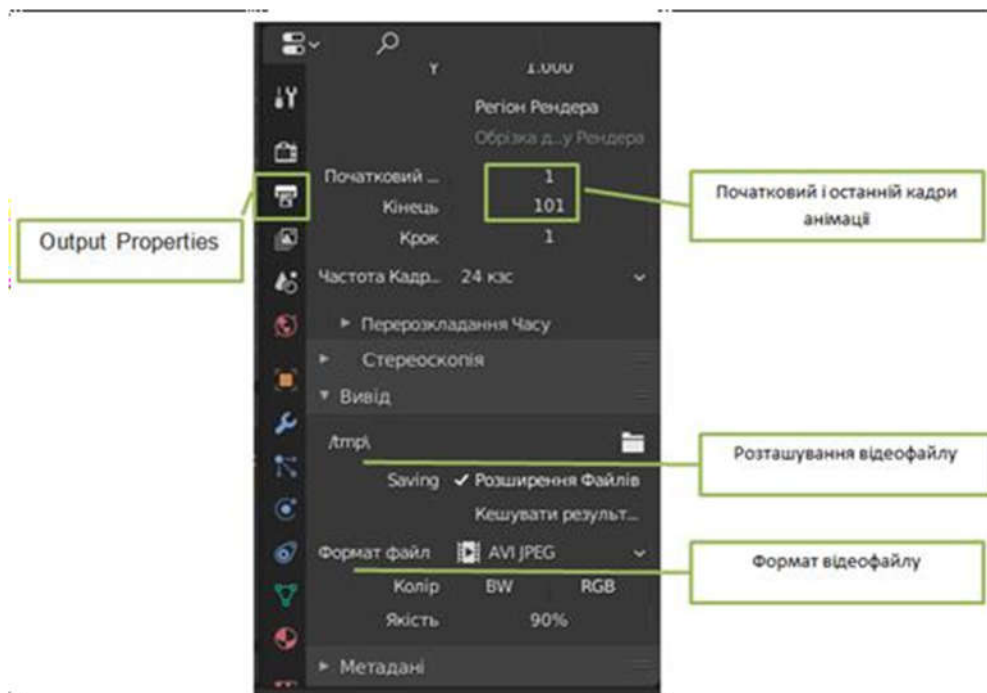 Y 1.000
Регіон Рендера
Обрізка д…у Рендера
Початковий ... 1
Кінець 101
Крок 1
Частота Кадр… 24 кзс
Перерозкладання Часу
Стереоскопія
Вивід
/tmp\
Saving ✓ Розширення Файлів
Кешувати результ…
Формат файл AVI JPEG
Колір BW RGB
Якість 90%
Метадані
Output Properties
Початковий і останній кадри
анімації
Розташування відеофайлу
Формат відеофайлу